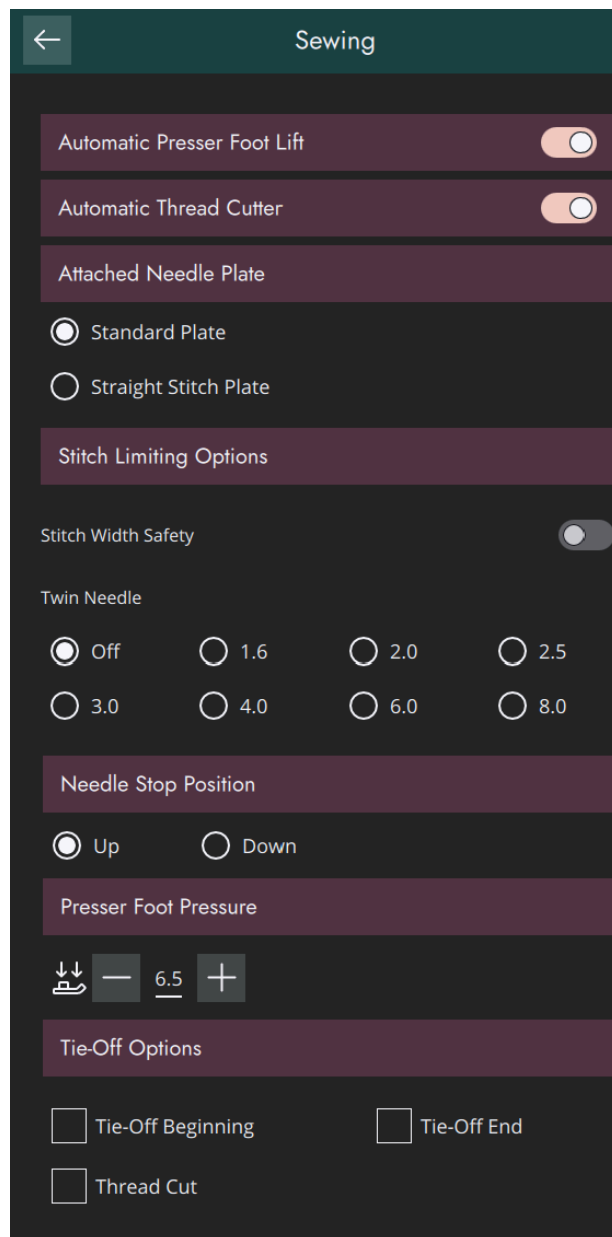 Sewing
Automatic Presser Foot Lift
Automatic Thread Cutter
Attached Needle Plate
Standard Plate
Straight Stitch Plate
Stitch Limiting Options
Stitch Width Safety
Twin Needle
Off 1.6 2.0 2.5
3.0 4.0 6.0 8.0
Needle Stop Position
Up Down
Presser Foot Pressure
6.5
Tie-Off Options
Tie-Off Beginning Tie-Off End
Thread Cut